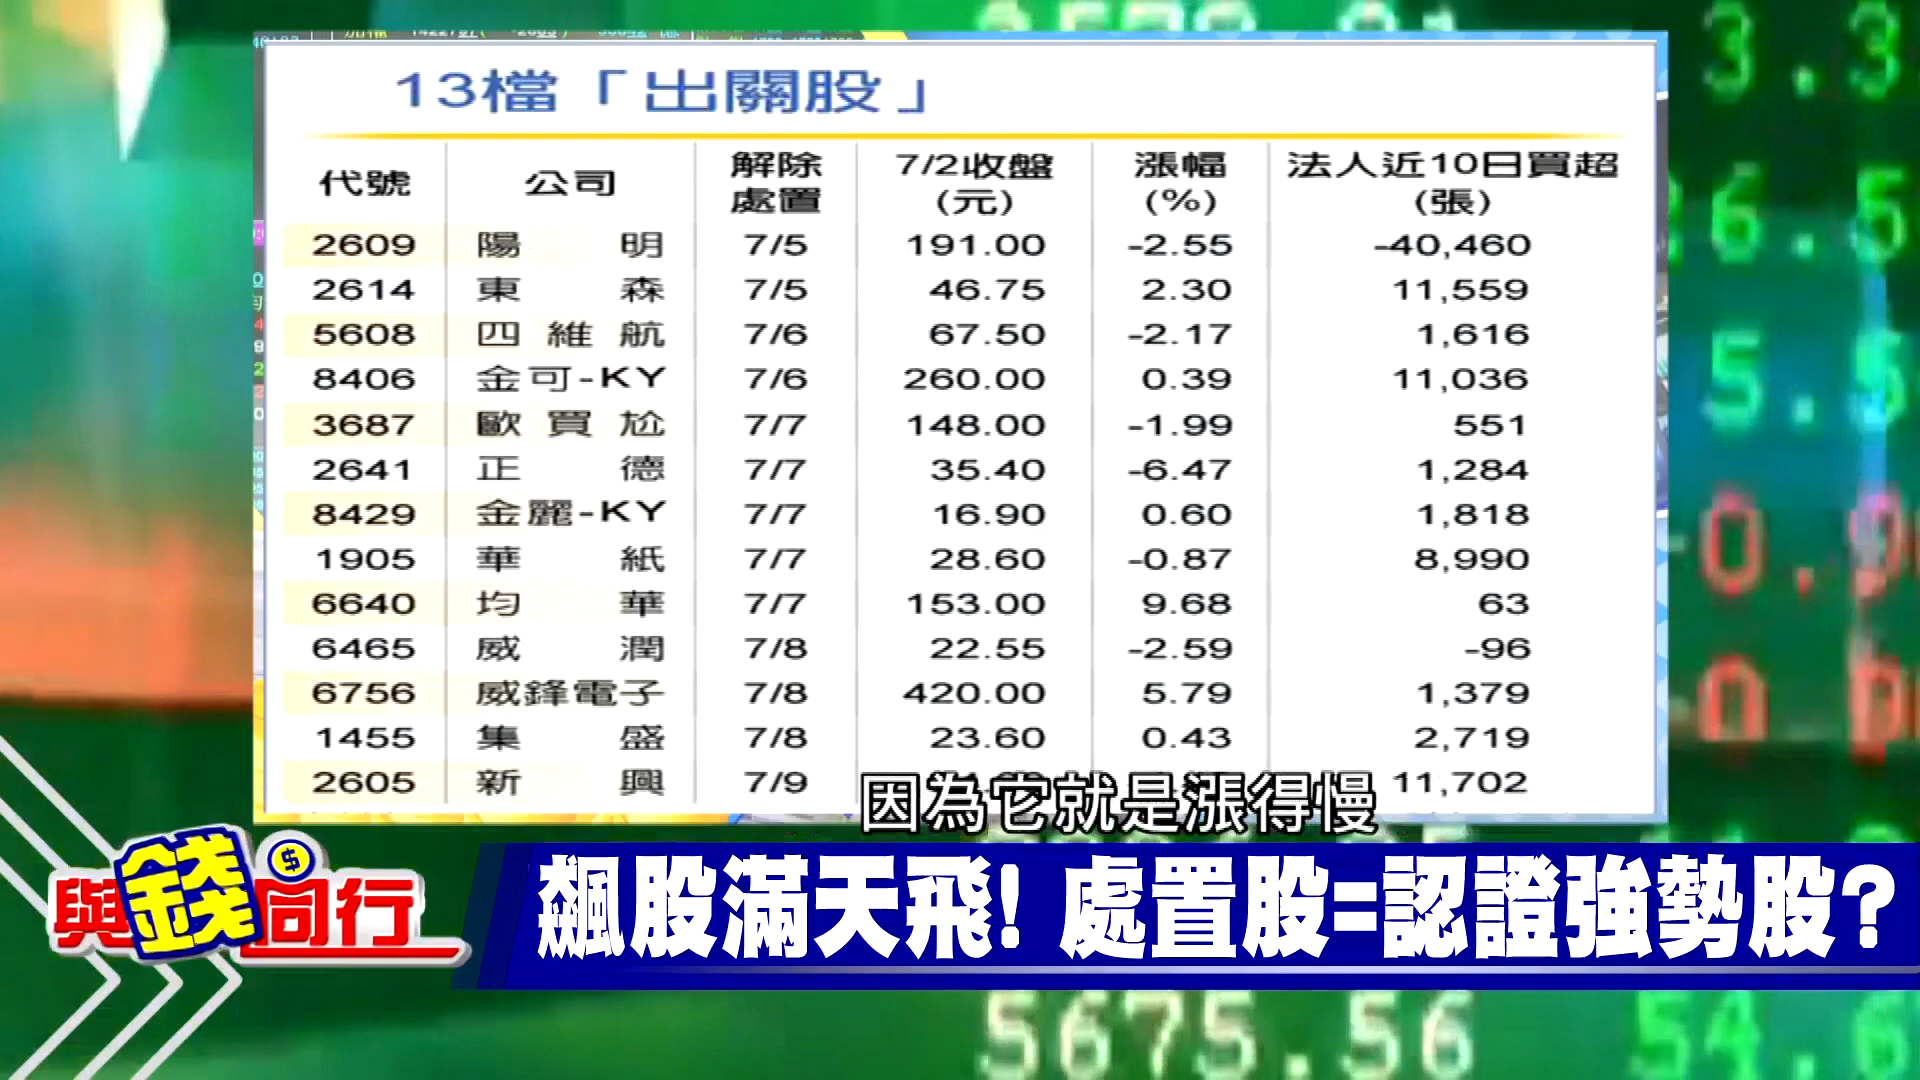 13檔「出關股」
代號 公司 解除處置 7/2收盤(元) 漲幅(%) 法人近10日買超(張)
2609 陽明 7/5 191.00 -2.55 -40,460
2614 東森 7/5 46.75 2.30 11,559
5608 四維航 7/6 67.50 -2.17 1,616
8406 金可-KY 7/6 260.00 0.39 11,036
3687 歐買尬 7/7 148.00 -1.99 551
2641 正德 7/7 35.40 -6.47 1,284
8429 金麗-KY 7/7 16.90 0.60 1,818
1905 華紙 7/7 28.60 -0.87 8,990
6640 均華 7/7 153.00 9.68 63
6465 威潤 7/8 22.55 -2.59 -96
6756 威鋒電子 7/8 420.00 5.79 1,379
1455 集盛 7/8 23.60 0.43 2,719
2605 新興 7/9 11,702
因為它就是漲得慢
與錢同行
飆股滿天飛! 處置股=認證強勢股?
5675.56